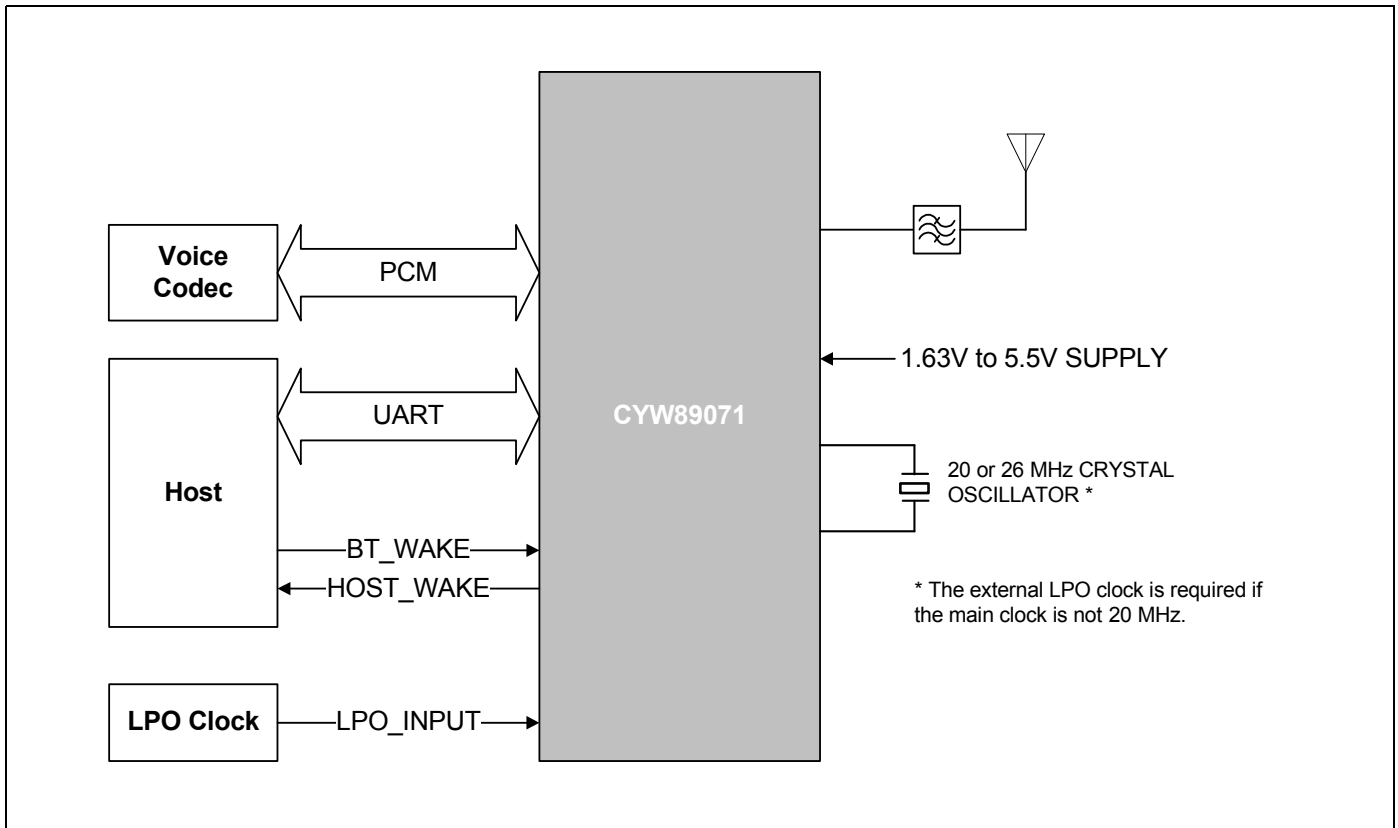 Voice
Codec
PCM
Host
UART
BT_WAKE
HOST_WAKE
LPO Clock
LPO_INPUT
CYW89071
1.63V to 5.5V SUPPLY
20 or 26 MHz CRYSTAL
OSCILLATOR *
* The external LPO clock is required if
the main clock is not 20 MHz.